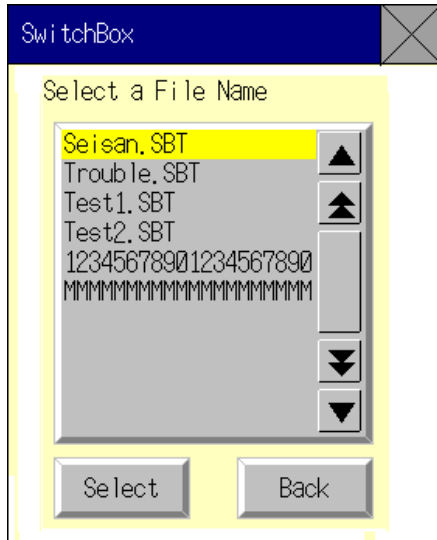 SwitchBox
Select a File Name
Seisan.SBT
Trouble.SBT
Test1.SBT
Test2.SBT
12345678901234567890
MMMMMMMMMMMMMMMMMMMM
Select
Back